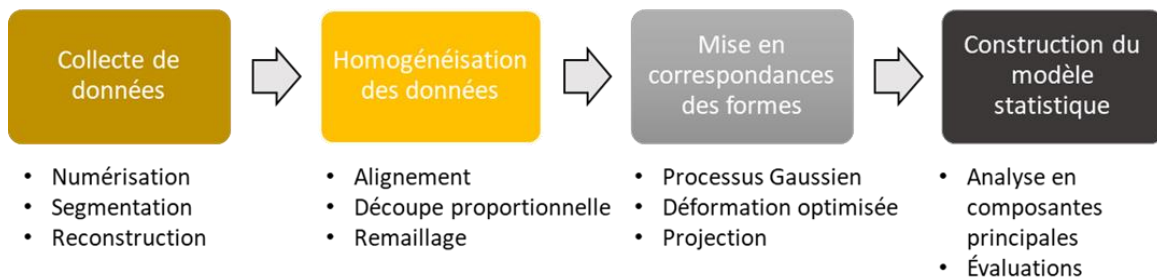 Collecte de
données
Homogénéisation
des données
Mise en
correspondances
des formes
Construction du
modèle
statistique
• Numérisation
• Segmentation
• Reconstruction
• Alignement
• Découpe proportionnelle
• Remaillage
• Processus Gaussien
• Déformation optimisée
• Projection
• Analyse en
composantes
principales
• Évaluations